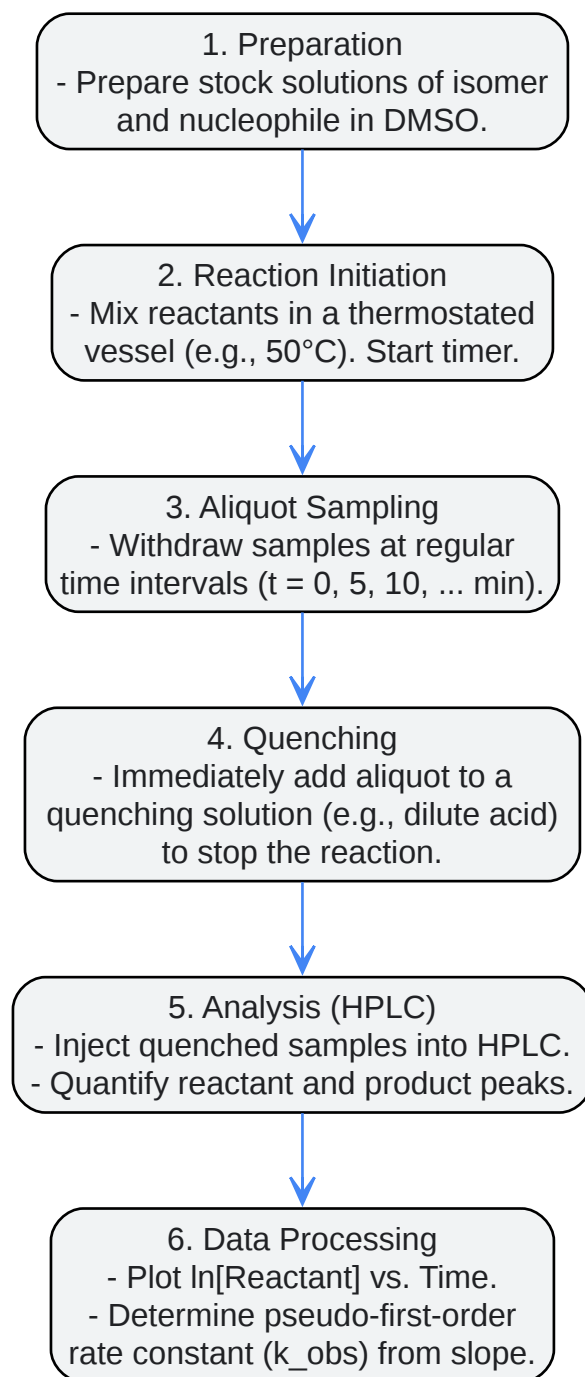 1. Preparation
- Prepare stock solutions of isomer
and nucleophile in DMSO.
2. Reaction Initiation
- Mix reactants in a thermostated
vessel (e.g., 50°C). Start timer.
3. Aliquot Sampling
- Withdraw samples at regular
time intervals (t = 0, 5, 10, ... min).
4. Quenching
- Immediately add aliquot to a
quenching solution (e.g., dilute acid)
to stop the reaction.
5. Analysis (HPLC)
- Inject quenched samples into HPLC.
- Quantify reactant and product peaks.
6. Data Processing
- Plot ln[Reactant] vs. Time.
- Determine pseudo-first-order
rate constant (k_obs) from slope.